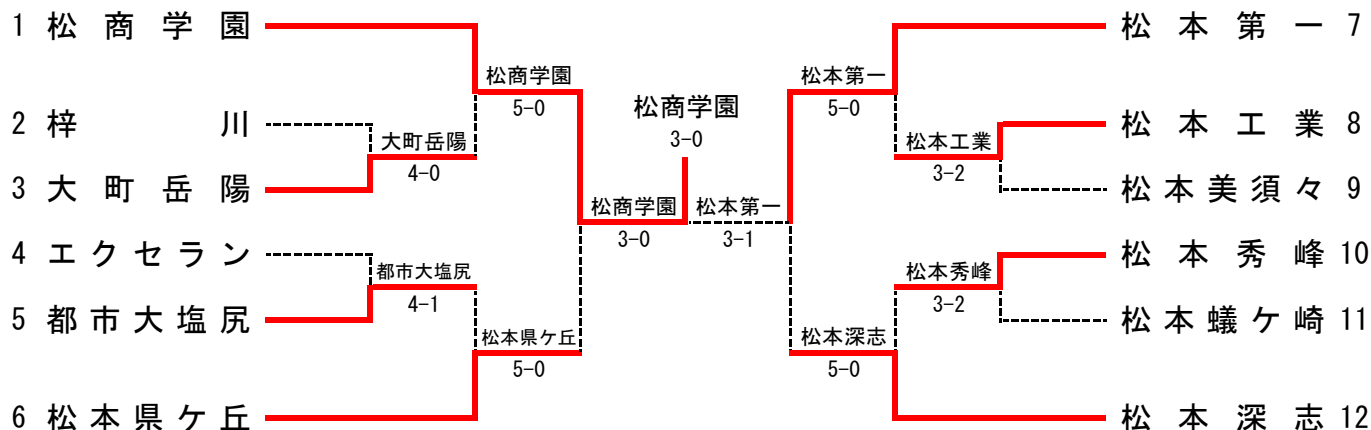 1 松商学園
松本第一 7
松商学園
松本第一
5-0
松商学園
5-0
2 梓川
松本工業 8
大町岳陽
3-0
松本工業
4-0
3-2
3 大町岳陽
松本美須々 9
松商学園
松本第一
3-0
3-1
4 エクセラン
松本秀峰 10
都市大塩尻
松本秀峰
4-1
3-2
5 都市大塩尻
松本蟻ケ崎 11
松本県ケ丘
松本深志
5-0
5-0
6 松本県ケ丘
松本深志 12